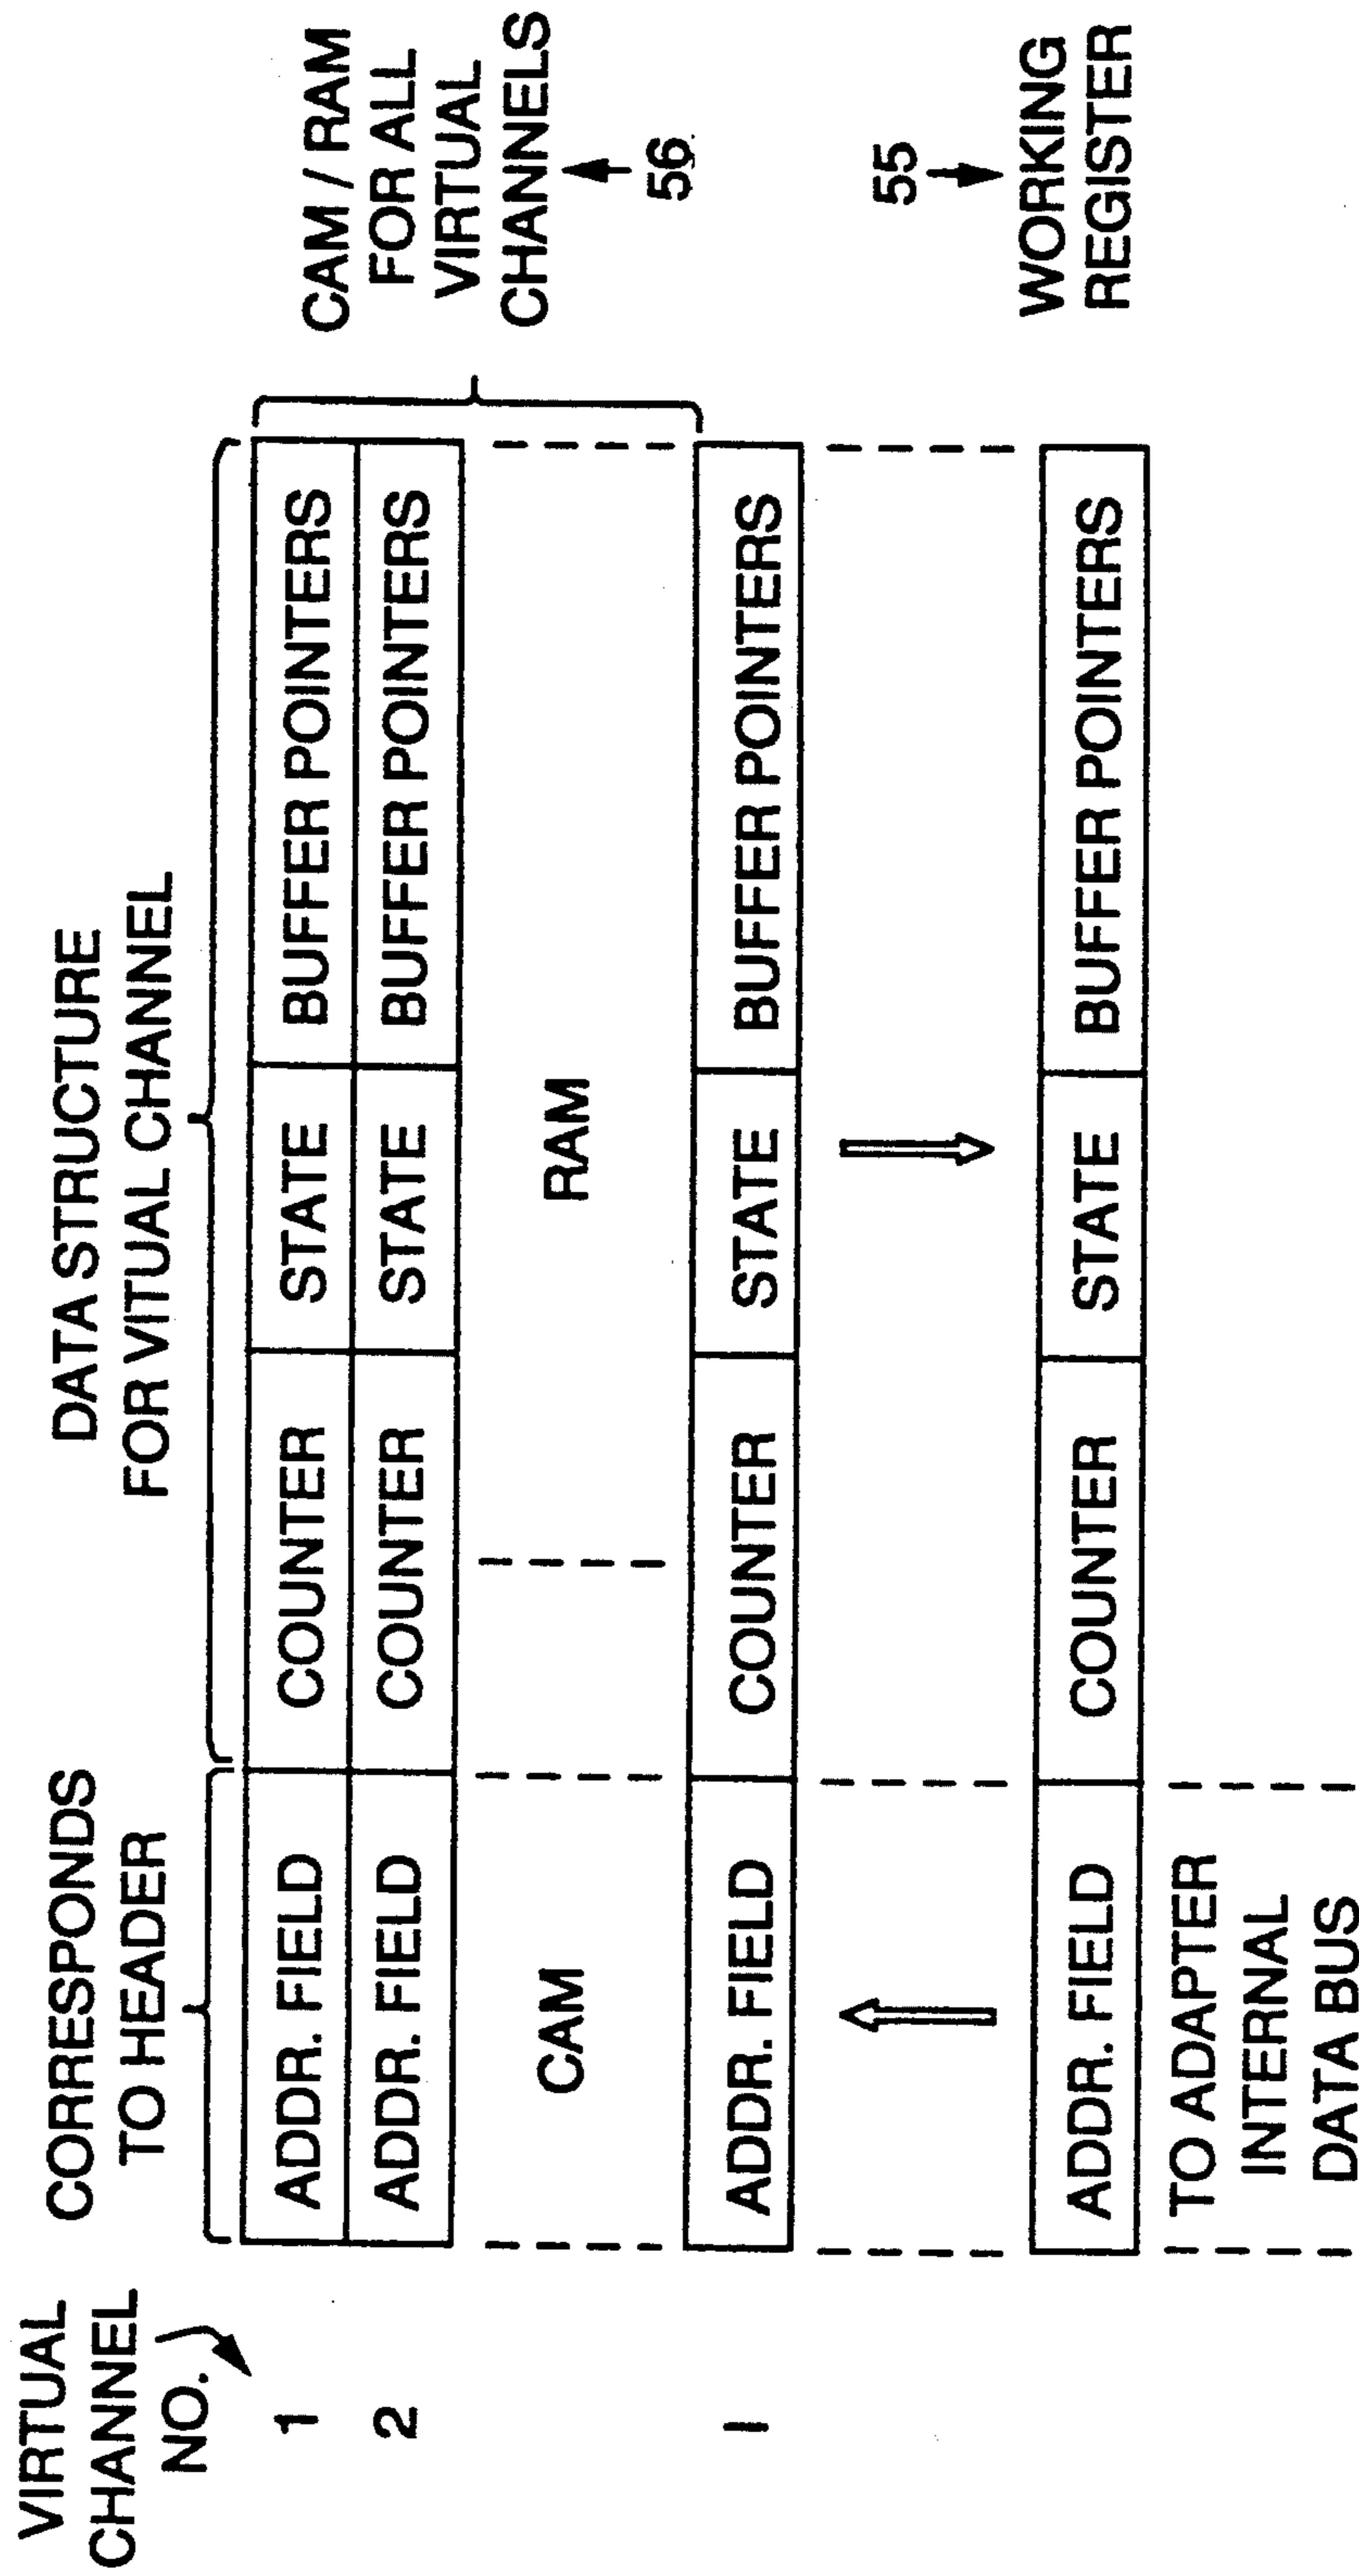 VIRTUAL
CHANNEL
NO.
CORRESPONDS
TO HEADER
DATA STRUCTURE
FOR VITUAL CHANNEL
1
ADDR. FIELD
COUNTER
STATE
BUFFER POINTERS
2
ADDR. FIELD
COUNTER
STATE
BUFFER POINTERS
CAM / RAM
FOR ALL
VIRTUAL
CHANNELS
56
CAM
RAM
I
ADDR. FIELD
COUNTER
STATE
BUFFER POINTERS
55
WORKING
REGISTER
ADDR. FIELD
COUNTER
STATE
BUFFER POINTERS
TO ADAPTER
INTERNAL
DATA BUS